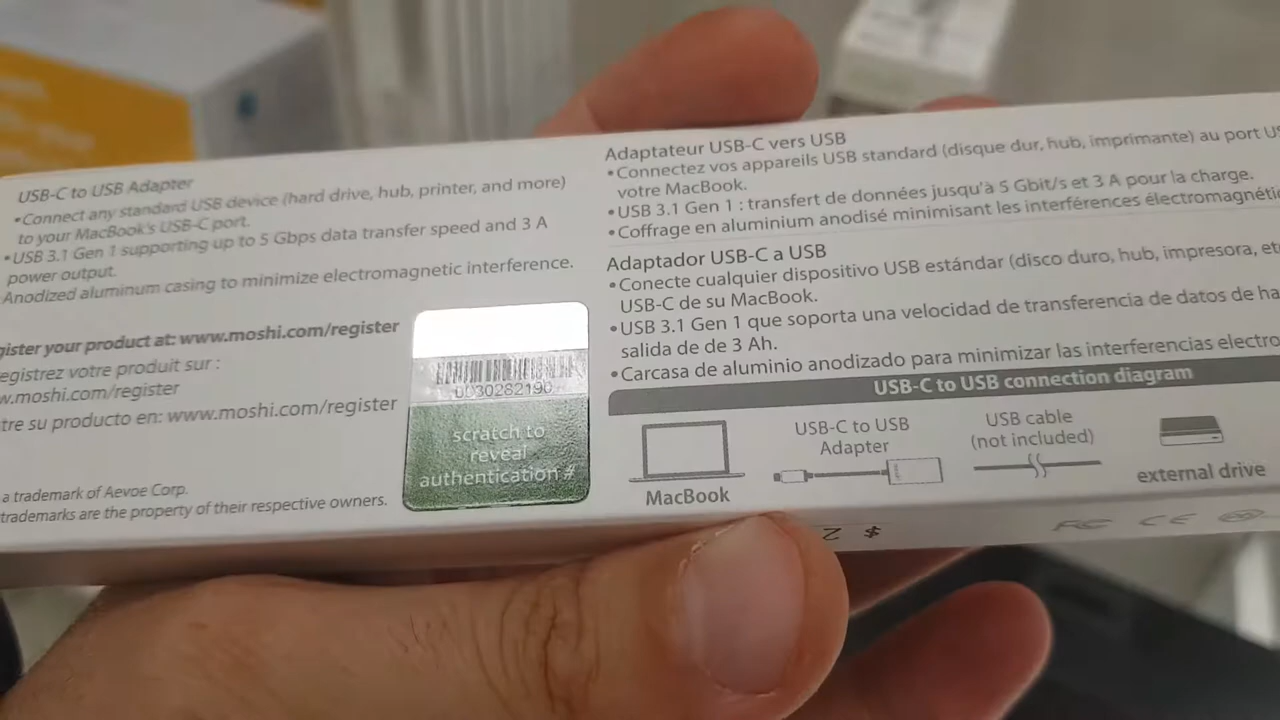 USB-C to USB Adapter
•Connect any standard USB device (hard drive, hub, printer, and more)
to your MacBook's USB-C port.
•USB 3.1 Gen 1 supporting up to 5 Gbps data transfer speed and 3 A
power output.
Anodized aluminum casing to minimize electromagnetic interference.
gister your product at: www.moshi.com/register
egistrez votre produit sur :
w.moshi.com/register
tre su producto en: www.moshi.com/register
a trademark of Aevoe Corp.
trademarks are the property of their respective owners.
0030282190
scratch to
reveal
authentication #
Adaptateur USB-C vers USB
•Connectez vos appareils USB standard (disque dur, hub, imprimante) au port US
votre MacBook.
•USB 3.1 Gen 1 : transfert de données jusqu'à 5 Gbit/s et 3 A pour la charge.
•Coffrage en aluminium anodisé minimisant les interférences électromagnéti
Adaptador USB-C a USB
•Conecte cualquier dispositivo USB estándar (disco duro, hub, impresora, et
USB-C de su MacBook.
•USB 3.1 Gen 1 que soporta una velocidad de transferencia de datos de ha
salida de de 3 Ah.
•Carcasa de aluminio anodizado para minimizar las interferencias electro
USB-C to USB connection diagram
MacBook
USB-C to USB
Adapter
USB cable
(not included)
external drive
$ 2
FC CE